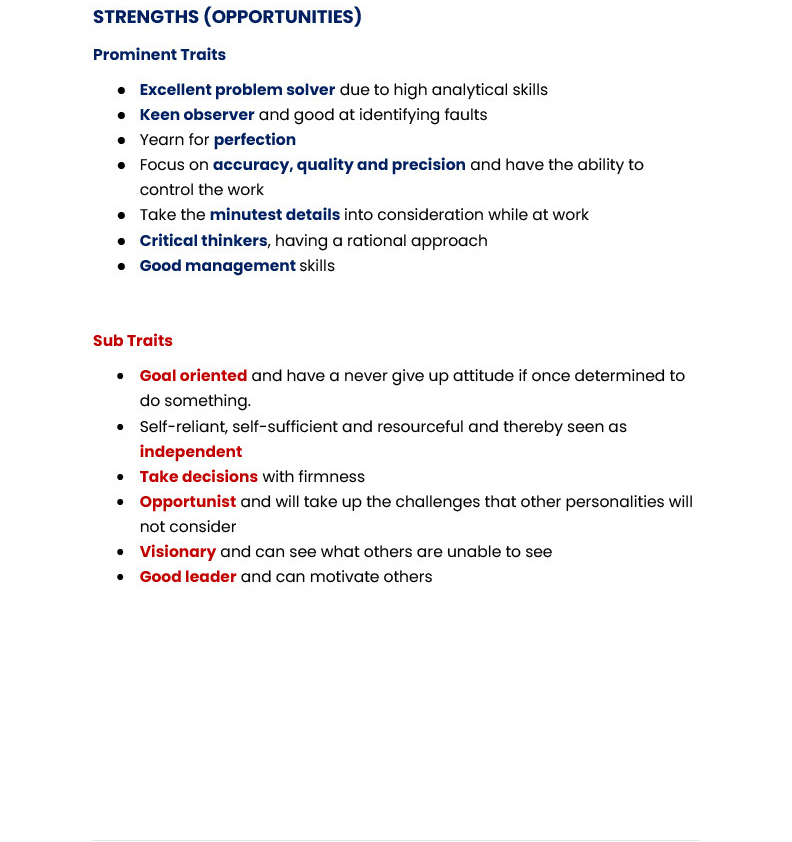 STRENGTHS (OPPORTUNITIES)
Prominent Traits
● Excellent problem solver due to high analytical skills
● Keen observer and good at identifying faults
● Yearn for perfection
● Focus on accuracy, quality and precision and have the ability to
control the work
● Take the minutest details into consideration while at work
● Critical thinkers, having a rational approach
● Good management skills
Sub Traits
● Goal oriented and have a never give up attitude if once determined to
do something.
● Self-reliant, self-sufficient and resourceful and thereby seen as
independent
● Take decisions with firmness
● Opportunist and will take up the challenges that other personalities will
not consider
● Visionary and can see what others are unable to see
● Good leader and can motivate others